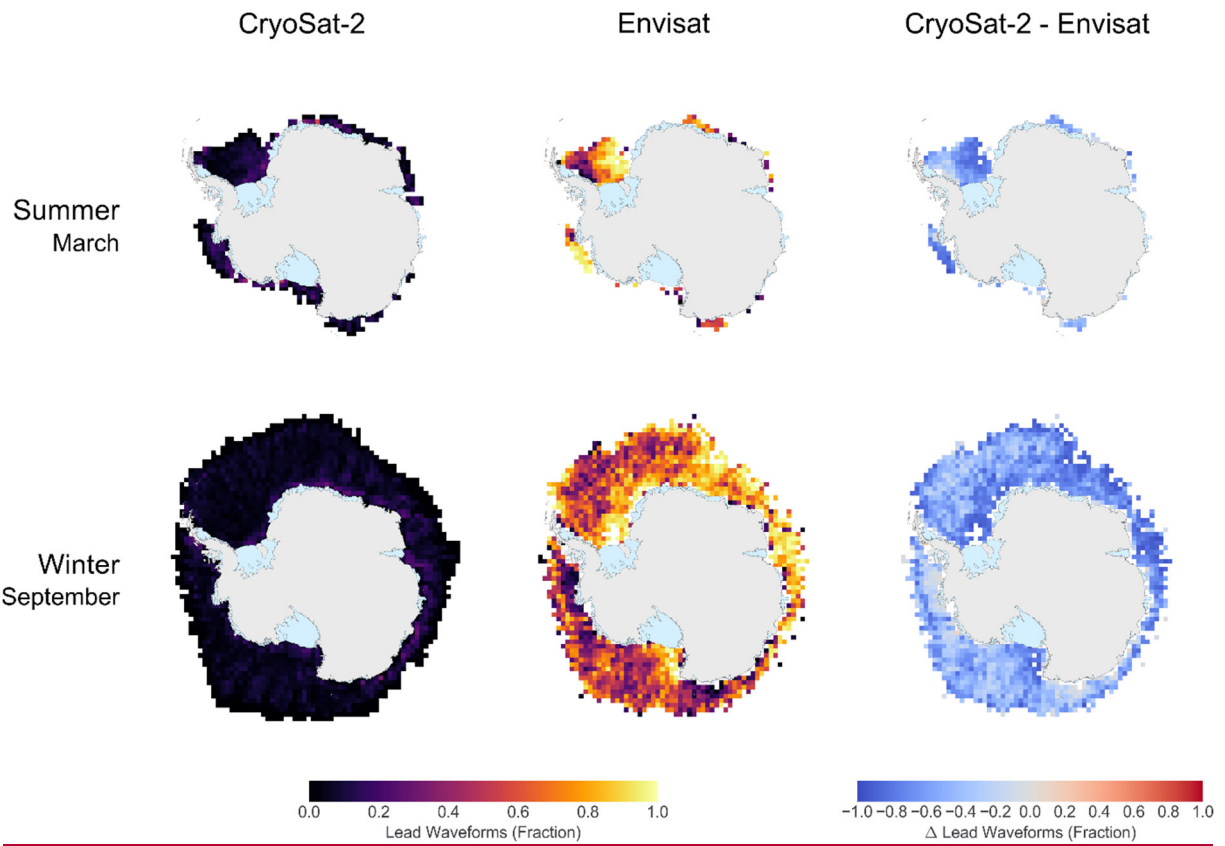 CryoSat-2 Envisat CryoSat-2 - Envisat
Summer
March
Winter
September
0.0 0.2 0.4 0.6 0.8 1.0
Lead Waveforms (Fraction)
−1.0 −0.8 −0.6 −0.4 −0.2 0.0 0.2 0.4 0.6 0.8 1.0
Δ Lead Waveforms (Fraction)